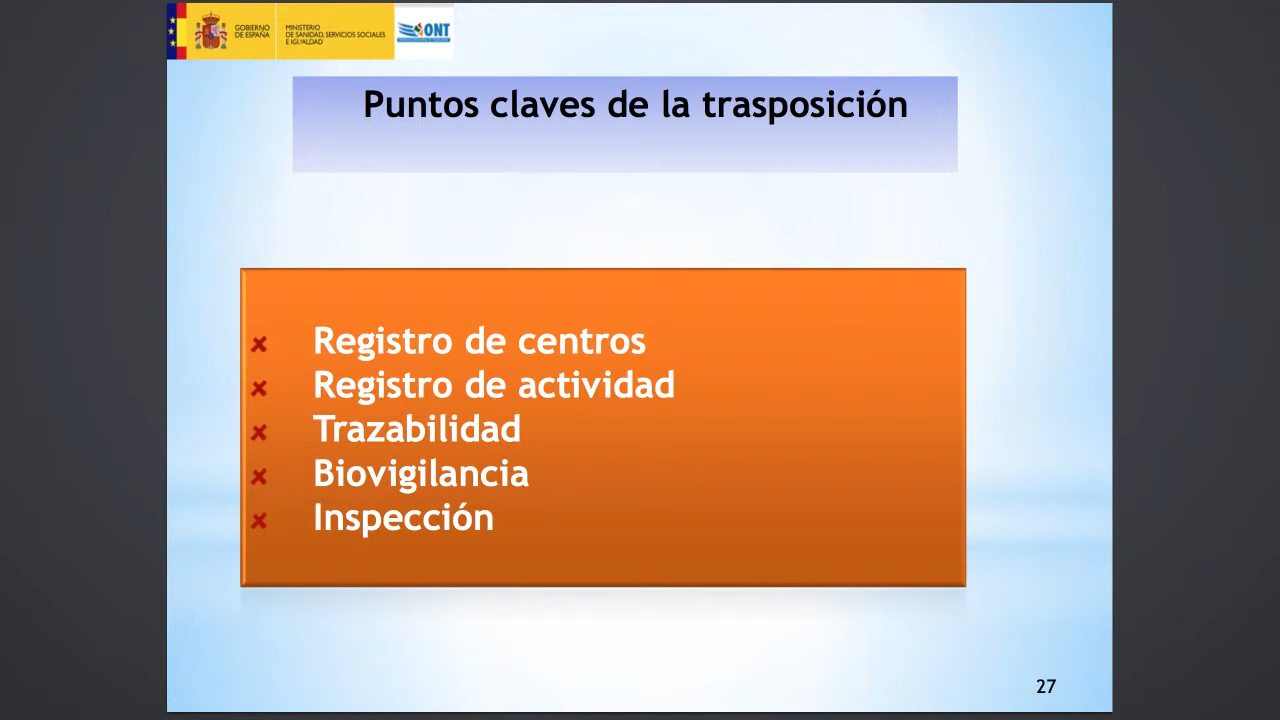 GOBIERNO
DE ESPAÑA
MINISTERIO
DE SANIDAD, SERVICIOS SOCIALES
E IGUALDAD
ONT
Puntos claves de la trasposición
Registro de centros
Registro de actividad
Trazabilidad
Biovigilancia
Inspección
27